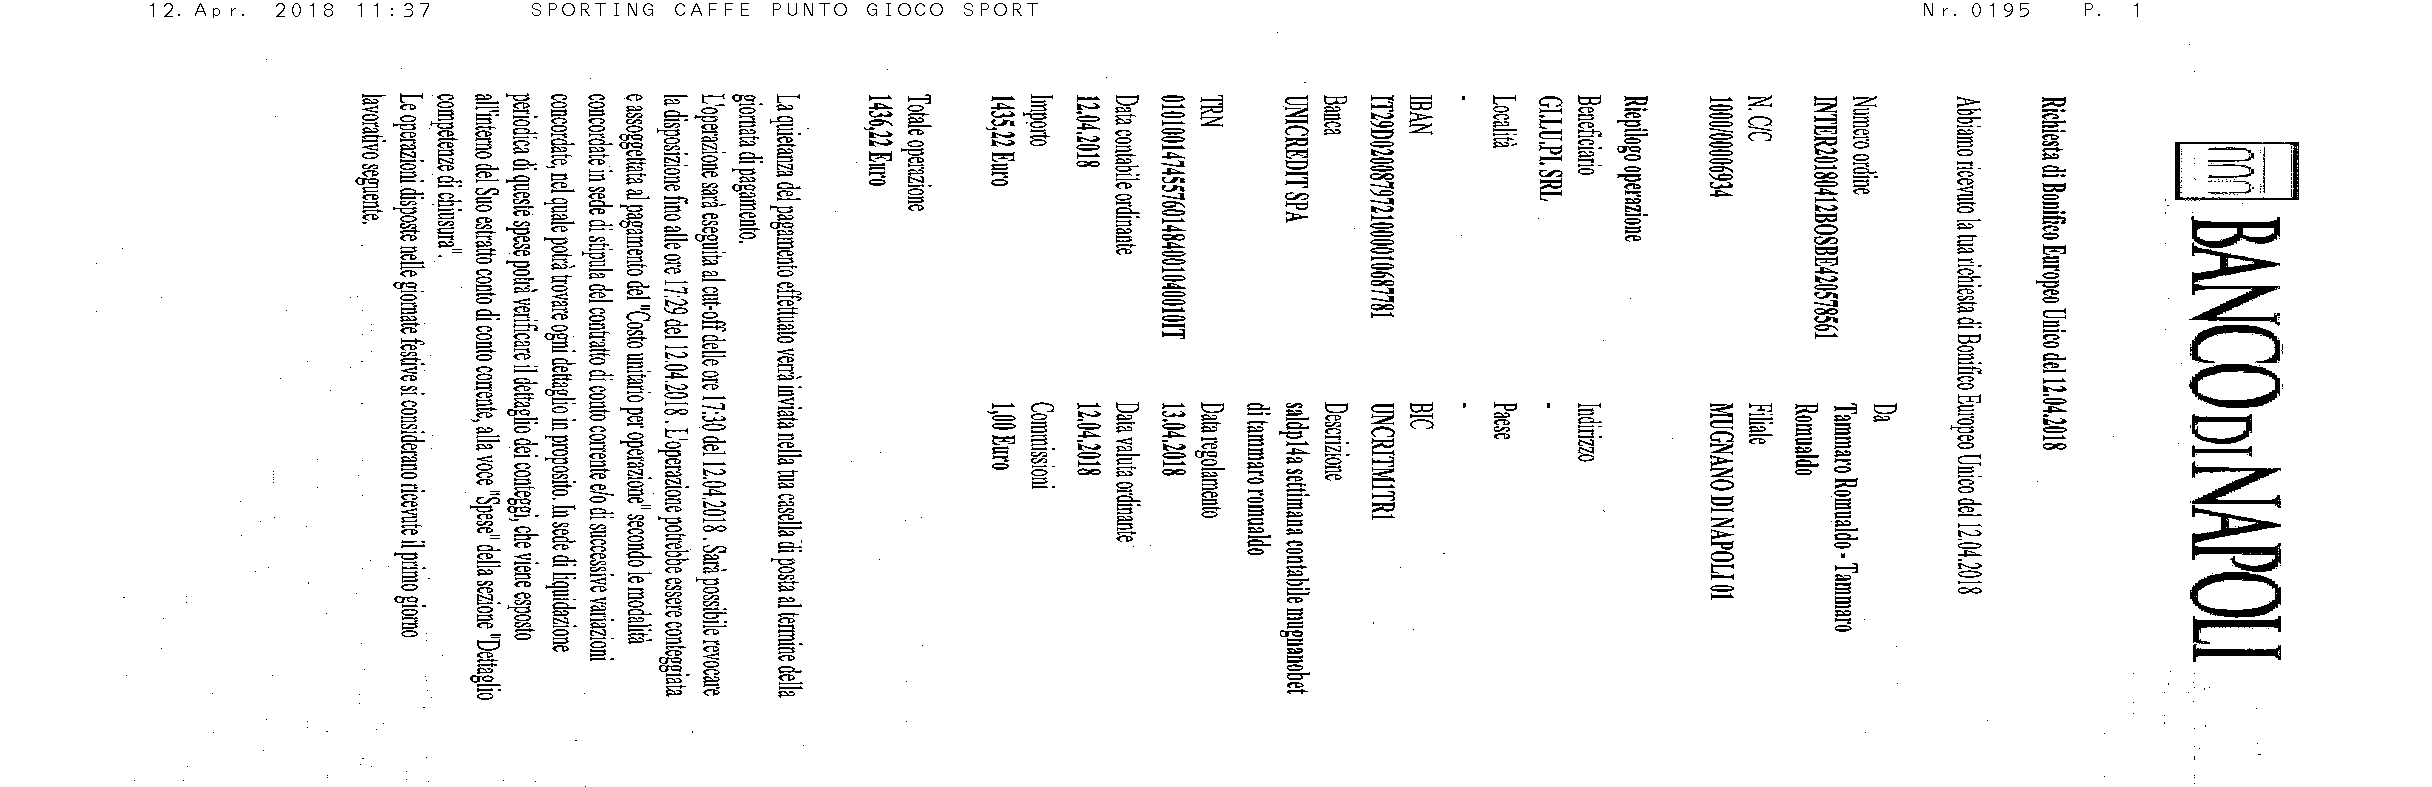 12. Apr. 2018 11:37 SPORTING CAFFE PUNTO GIOCO SPORT Nr. 0195 P. 1
BANCO DI NAPOLI
Richiesta di Bonifico Europeo Unico del 12.04.2018
Abbiamo ricevuto la tua richiesta di Bonifico Europeo Unico del 12.04.2018
Numero ordine Da
INTER20180412BOSBE420578561 Tammaro Romualdo - Tammaro
Romualdo
N. C/C Filiale
1000/00006934 MUGNANO DI NAPOLI 01
Riepilogo operazione
Beneficiario Indirizzo
GI.LU.PI. SRL -
Località Paese
- -
IBAN BIC
IT29D0200879721000010687781 UNCRITM1TR1
Banca Descrizione
UNICREDIT SPA saldp14a settimana contabile mugnanobet
di tammaro romualdo
TRN Data regolamento
0101001474557601484001040010IT 13.04.2018
Data contabile ordinante Data valuta ordinante
12.04.2018 12.04.2018
Importo Commissioni
1435,22 Euro 1,00 Euro
Totale operazione
1436,22 Euro
La quietanza del pagamento effettuato verrà inviata nella tua casella di posta al termine della
giornata di pagamento.
L'operazione sarà eseguita al cut-off delle ore 17:30 del 12.04.2018 . Sarà possibile revocare
la disposizione fino alle ore 17:29 del 12.04.2018 . L'operazione potrebbe essere conteggiata
e assoggettata al pagamento del "Costo unitario per operazione" secondo le modalità
concordate in sede di stipula del contratto di conto corrente e/o di successive variazioni
concordate, nel quale potrà trovare ogni dettaglio in proposito. In sede di liquidazione
periodica di queste spese potrà verificare il dettaglio dei conteggi, che viene esposto
all'interno del Suo estratto conto di conto corrente, alla voce "Spese" della sezione "Dettaglio
competenze di chiusura".
Le operazioni disposte nelle giornate festive si considerano ricevute il primo giorno
lavorativo seguente.